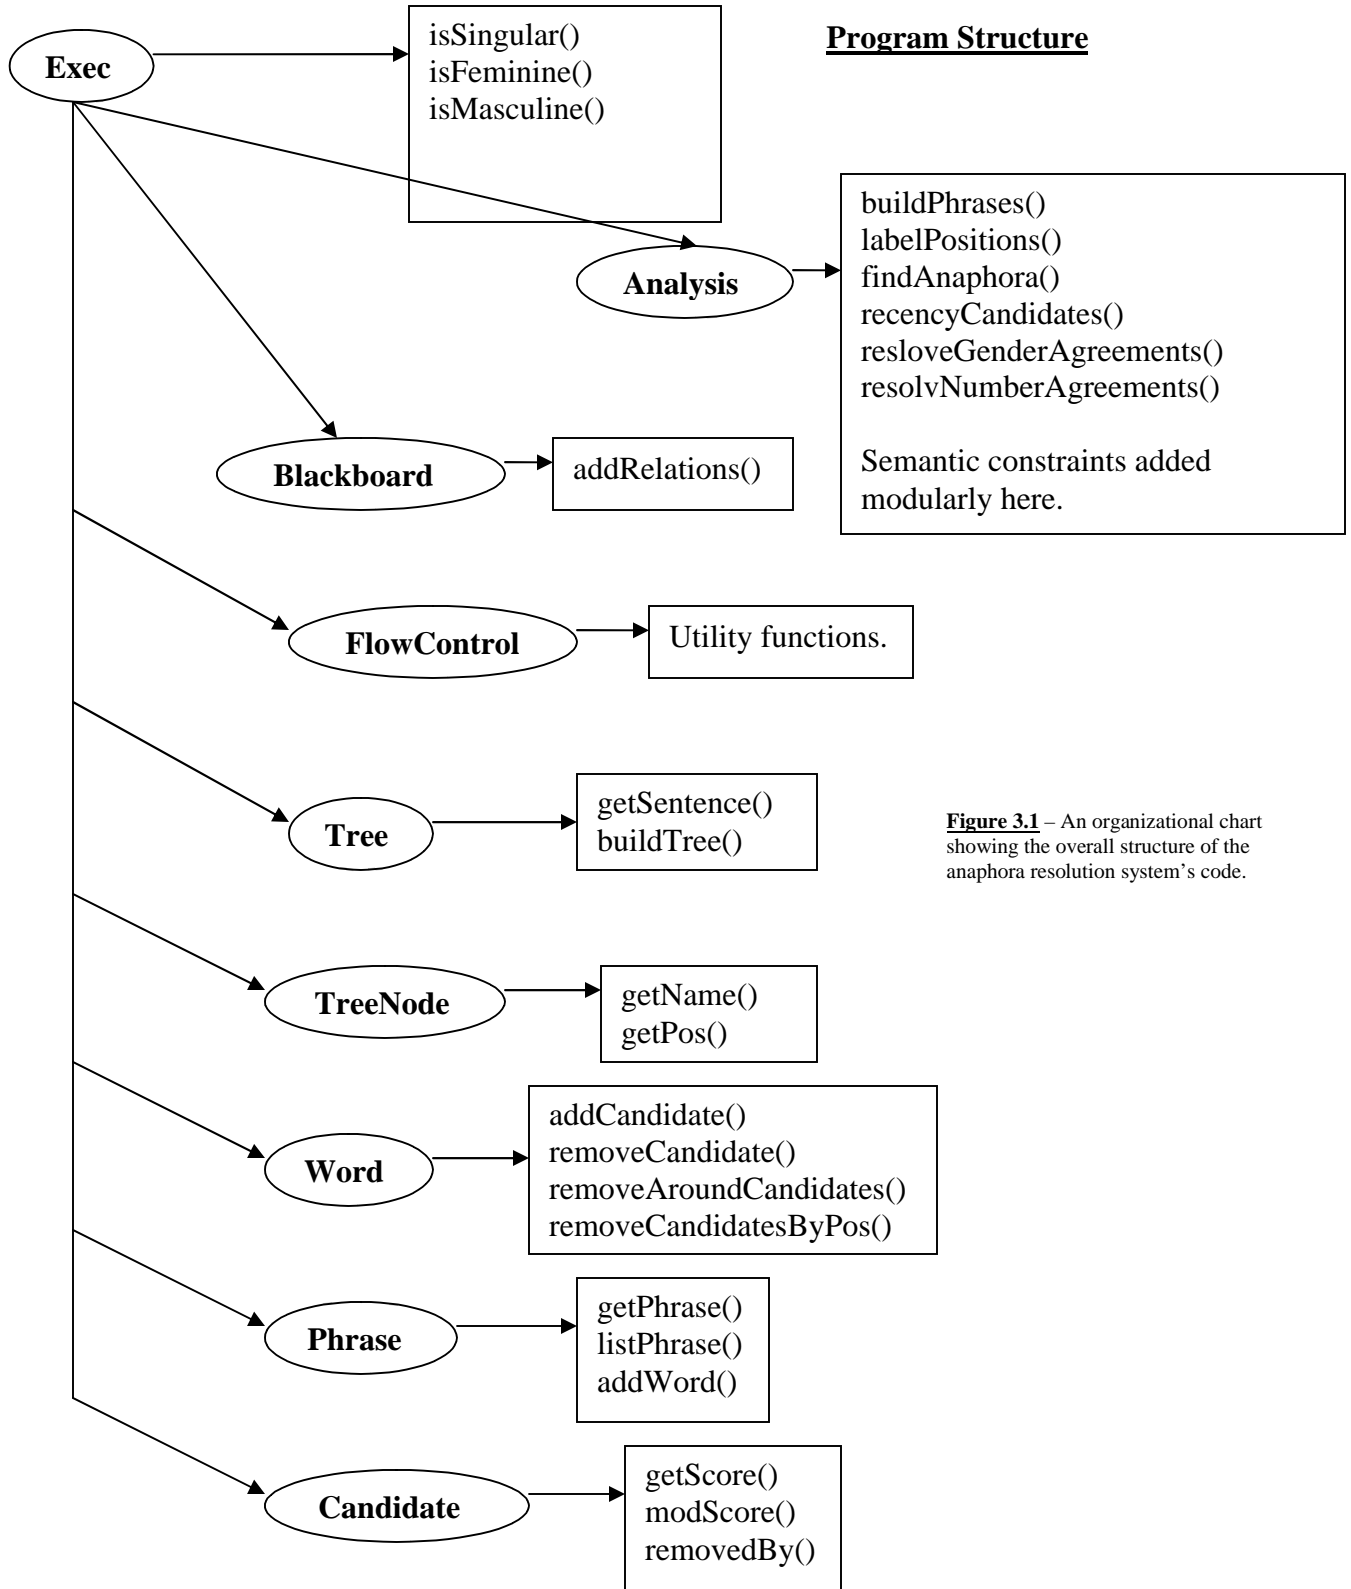 Program Structure
Exec
isSingular()
isFeminine()
isMasculine()
Analysis
buildPhrases()
labelPositions()
findAnaphora()
recencyCandidates()
resloveGenderAgreements()
resolvNumberAgreements()
Semantic constraints added
modularly here.
Blackboard
addRelations()
FlowControl
Utility functions.
Tree
getSentence()
buildTree()
Figure 3.1 – An organizational chart
showing the overall structure of the
anaphora resolution system’s code.
TreeNode
getName()
getPos()
Word
addCandidate()
removeCandidate()
removeAroundCandidates()
removeCandidatesByPos()
Phrase
getPhrase()
listPhrase()
addWord()
Candidate
getScore()
modScore()
removedBy()